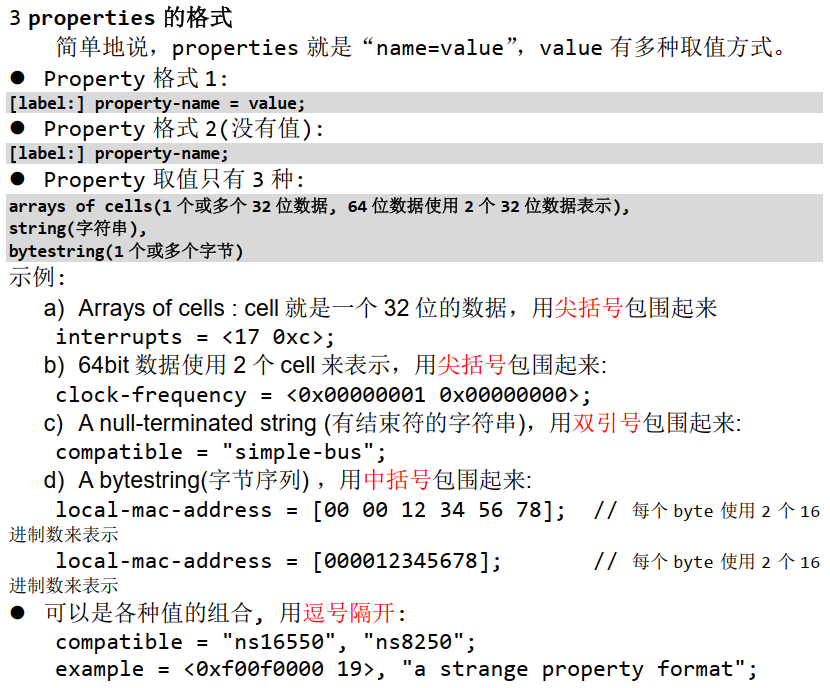 3 properties 的格式
简单地说，properties 就是“name=value”，value 有多种取值方式。
● Property 格式 1:
[label:] property-name = value;
● Property 格式 2(没有值):
[label:] property-name;
● Property 取值只有 3 种:
arrays of cells(1 个或多个 32 位数据, 64 位数据使用 2 个 32 位数据表示),
string(字符串),
bytestring(1 个或多个字节)
示例:
a) Arrays of cells : cell 就是一个 32 位的数据，用尖括号包围起来
interrupts = <17 0xc>;
b) 64bit 数据使用 2 个 cell 来表示，用尖括号包围起来:
clock-frequency = <0x00000001 0x00000000>;
c) A null-terminated string (有结束符的字符串)，用双引号包围起来:
compatible = "simple-bus";
d) A bytestring(字节序列) ，用中括号包围起来:
local-mac-address = [00 00 12 34 56 78]; // 每个 byte 使用 2 个 16
进制数来表示
local-mac-address = [000012345678]; // 每个 byte 使用 2 个 16
进制数来表示
● 可以是各种值的组合, 用逗号隔开:
compatible = "ns16550", "ns8250";
example = <0xf00f0000 19>, "a strange property format";